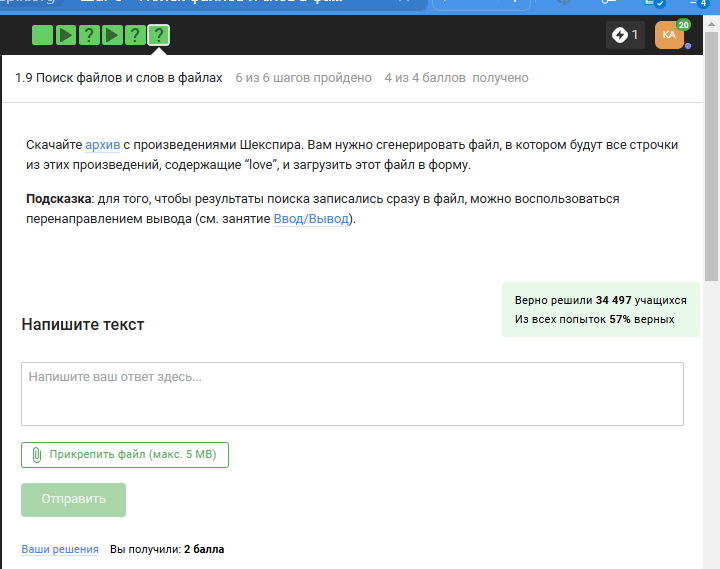 ? ? ?
1
20
КА
4
1.9 Поиск файлов и слов в файлах 6 из 6 шагов пройдено 4 из 4 баллов получено
Скачайте архив с произведениями Шекспира. Вам нужно сгенерировать файл, в котором будут все строчки
из этих произведений, содержащие “love”, и загрузить этот файл в форму.
Подсказка: для того, чтобы результаты поиска записались сразу в файл, можно воспользоваться
перенаправлением вывода (см. занятие Ввод/Вывод).
Верно решили 34 497 учащихся
Из всех попыток 57% верных
Напишите текст
Напишите ваш ответ здесь...
Прикрепить файл (макс. 5 MB)
Отправить
Ваши решения Вы получили: 2 балла